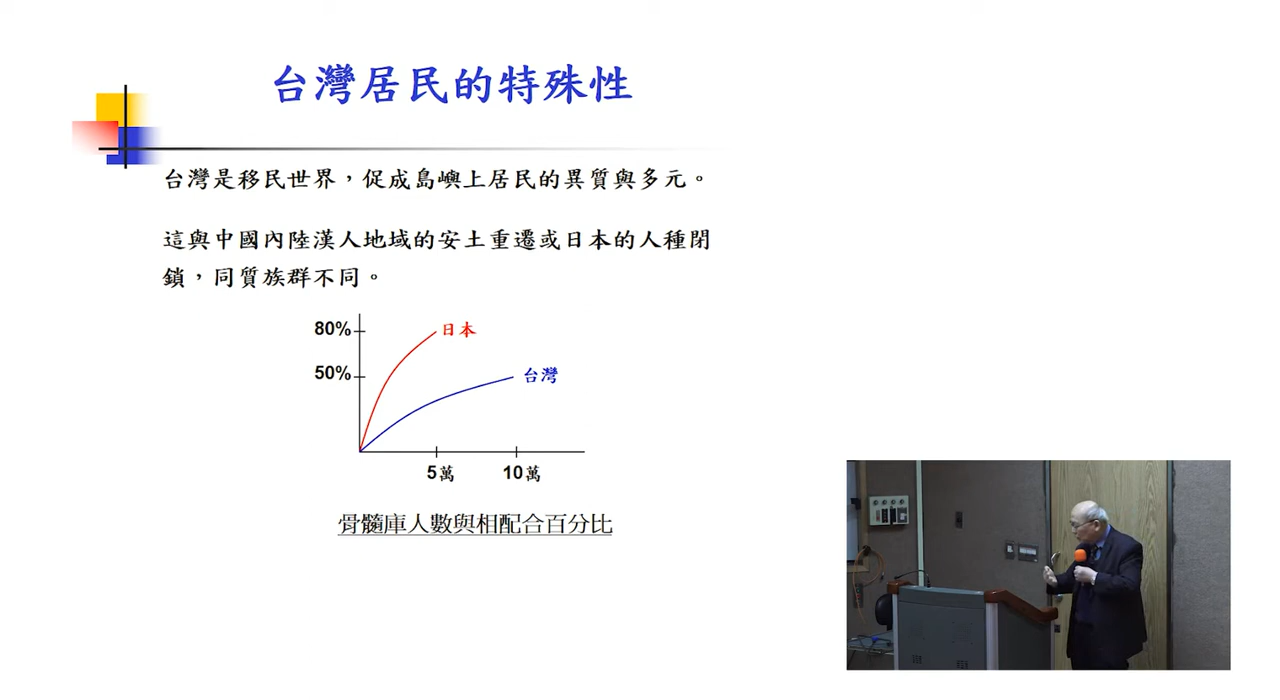 台灣居民的特殊性
台灣是移民世界，促成島嶼上居民的異質與多元。
這與中國內陸漢人地域的安土重遷或日本的人種閉
鎖，同質族群不同。
80%
日本
50%
台灣
5萬
10萬
骨髓庫人數與相配合百分比